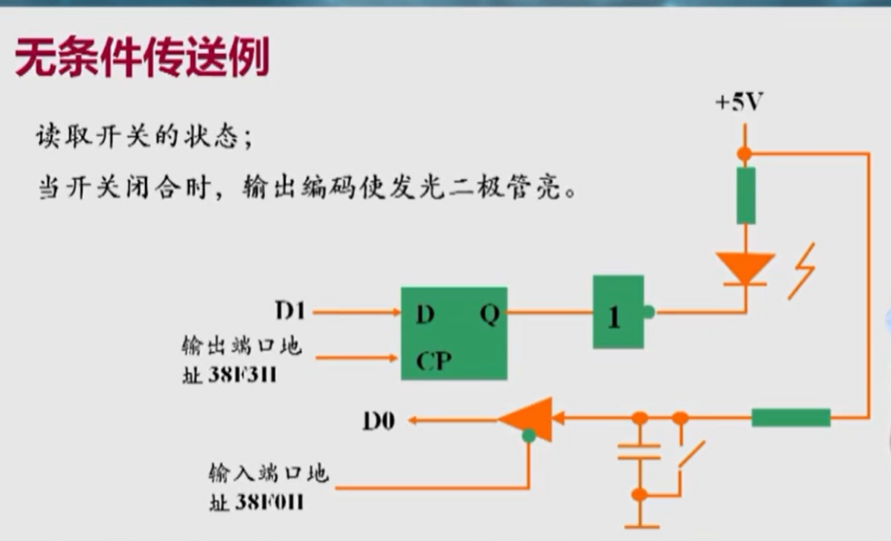 无条件传送例
+5V
读取开关的状态；
当开关闭合时，输出编码使发光二极管亮。
D1
D Q
1
输出端口地
址 38F3H
CP
D0
输入端口地
址 38F0H